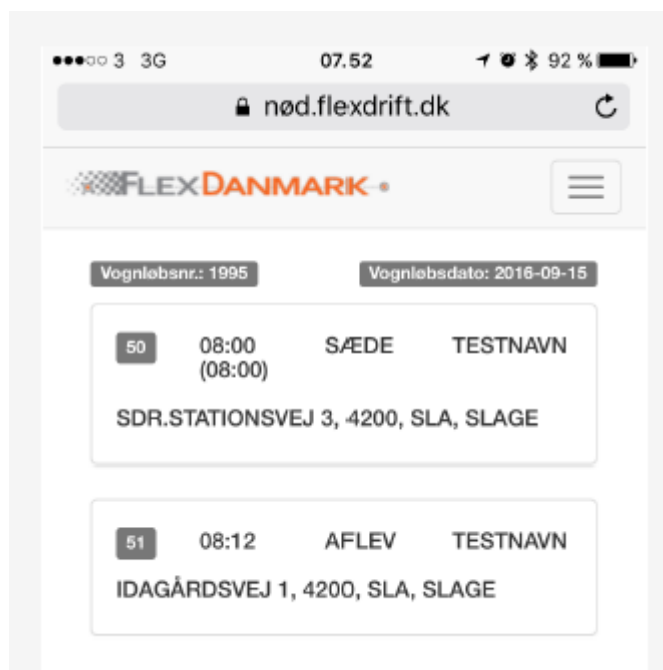 3 3G 07.52 92 %
nød.flexdrift.dk
FLEXDANMARK
Vognløbsnr.: 1995 Vognløbsdato: 2016-09-15
50 08:00 SÆDE TESTNAVN
(08:00)
SDR.STATIONSVEJ 3, 4200, SLA, SLAGE
51 08:12 AFLEV TESTNAVN
IDAGÅRDSVEJ 1, 4200, SLA, SLAGE